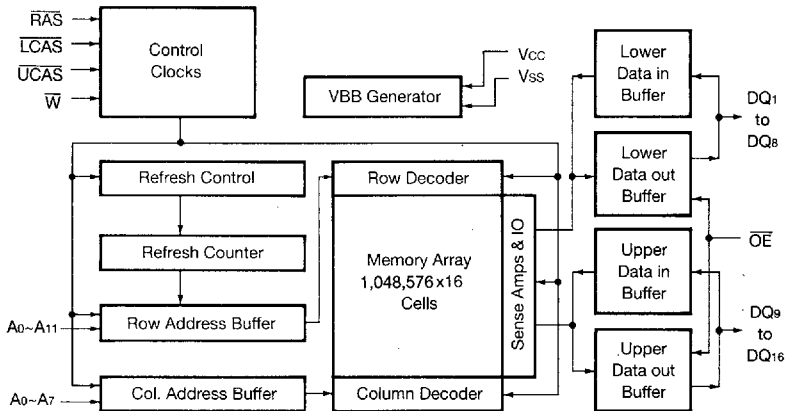 RAS
LCAS
UCAS
W
Control
Clocks
VBB Generator
Vcc
Vss
Lower
Data in
Buffer
DQ1
to
DQ8
Lower
Data out
Buffer
Refresh Control
Row Decoder
Refresh Counter
Memory Array
1,048,576x16
Cells
Sense Amps & IO
OE
Upper
Data in
Buffer
A0~A11
Row Address Buffer
DQ9
to
DQ16
Upper
Data out
Buffer
A0~A7
Col. Address Buffer
Column Decoder